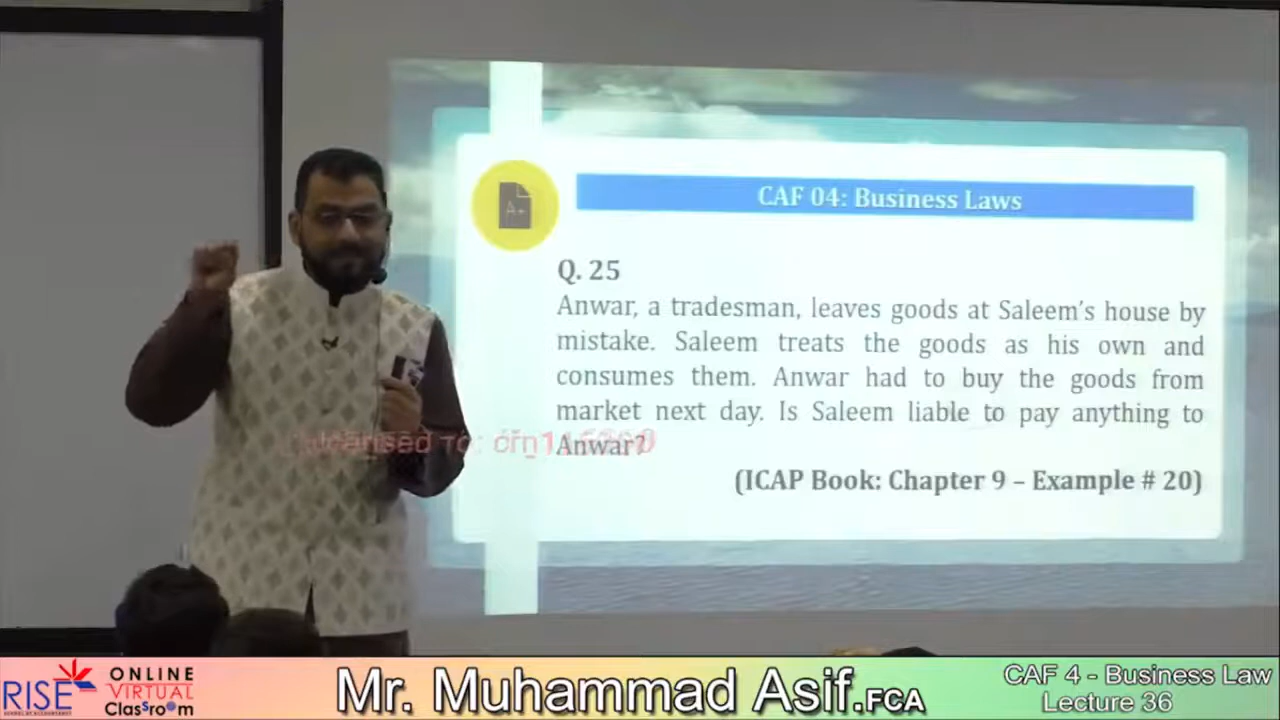 A+
CAF 04: Business Laws
Q. 25
Anwar, a tradesman, leaves goods at Saleem's house by
mistake. Saleem treats the goods as his own and
consumes them. Anwar had to buy the goods from
market next day. Is Saleem liable to pay anything to
Anwar?
(ICAP Book: Chapter 9 – Example # 20)
RISE
ONLINE
VIRTUAL
ClasSroom
Mr. Muhammad Asif.FCA
CAF 4 - Business Law
Lecture 36